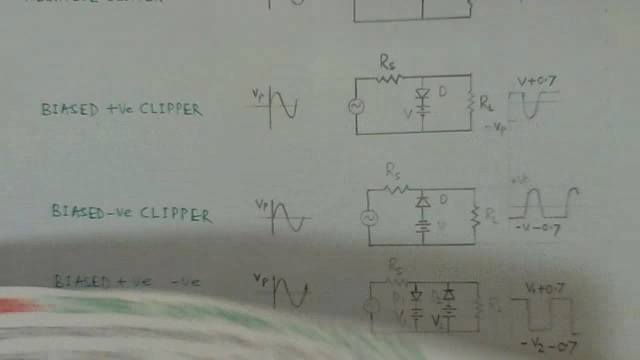 Rs
BIASED +Ve CLIPPER
Vp
D
V
RL
V+0.7
-Vp
Rs
BIASED -Ve CLIPPER
Vp
D
V
RL
-V-0.7
Rs
BIASED +Ve -Ve
Vp
D1
D2
V1
V2
V1+0.7
-V2-0.7